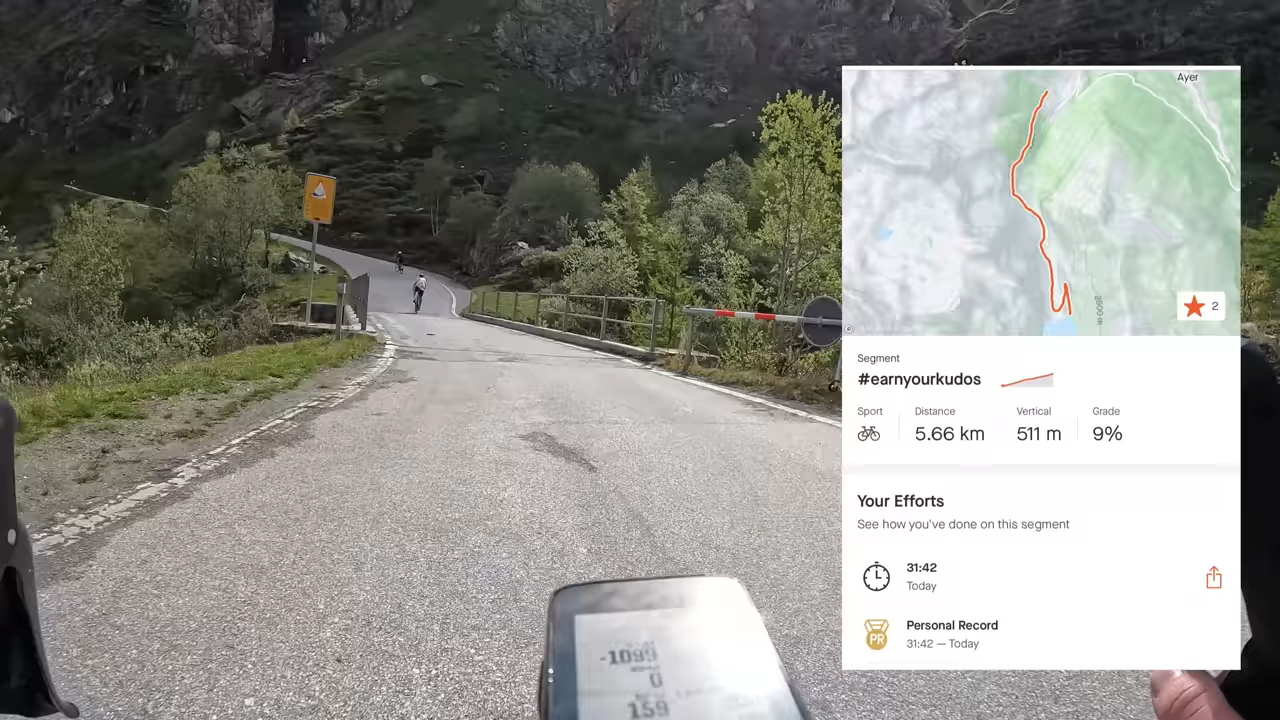 Ayer
2600 m
2
Segment
#earnyourkudos
Sport
Distance
Vertical
Grade
5.66 km
511 m
9%
Your Efforts
See how you've done on this segment
31:42
Today
PR
Personal Record
31:42 — Today
-1099
0
159